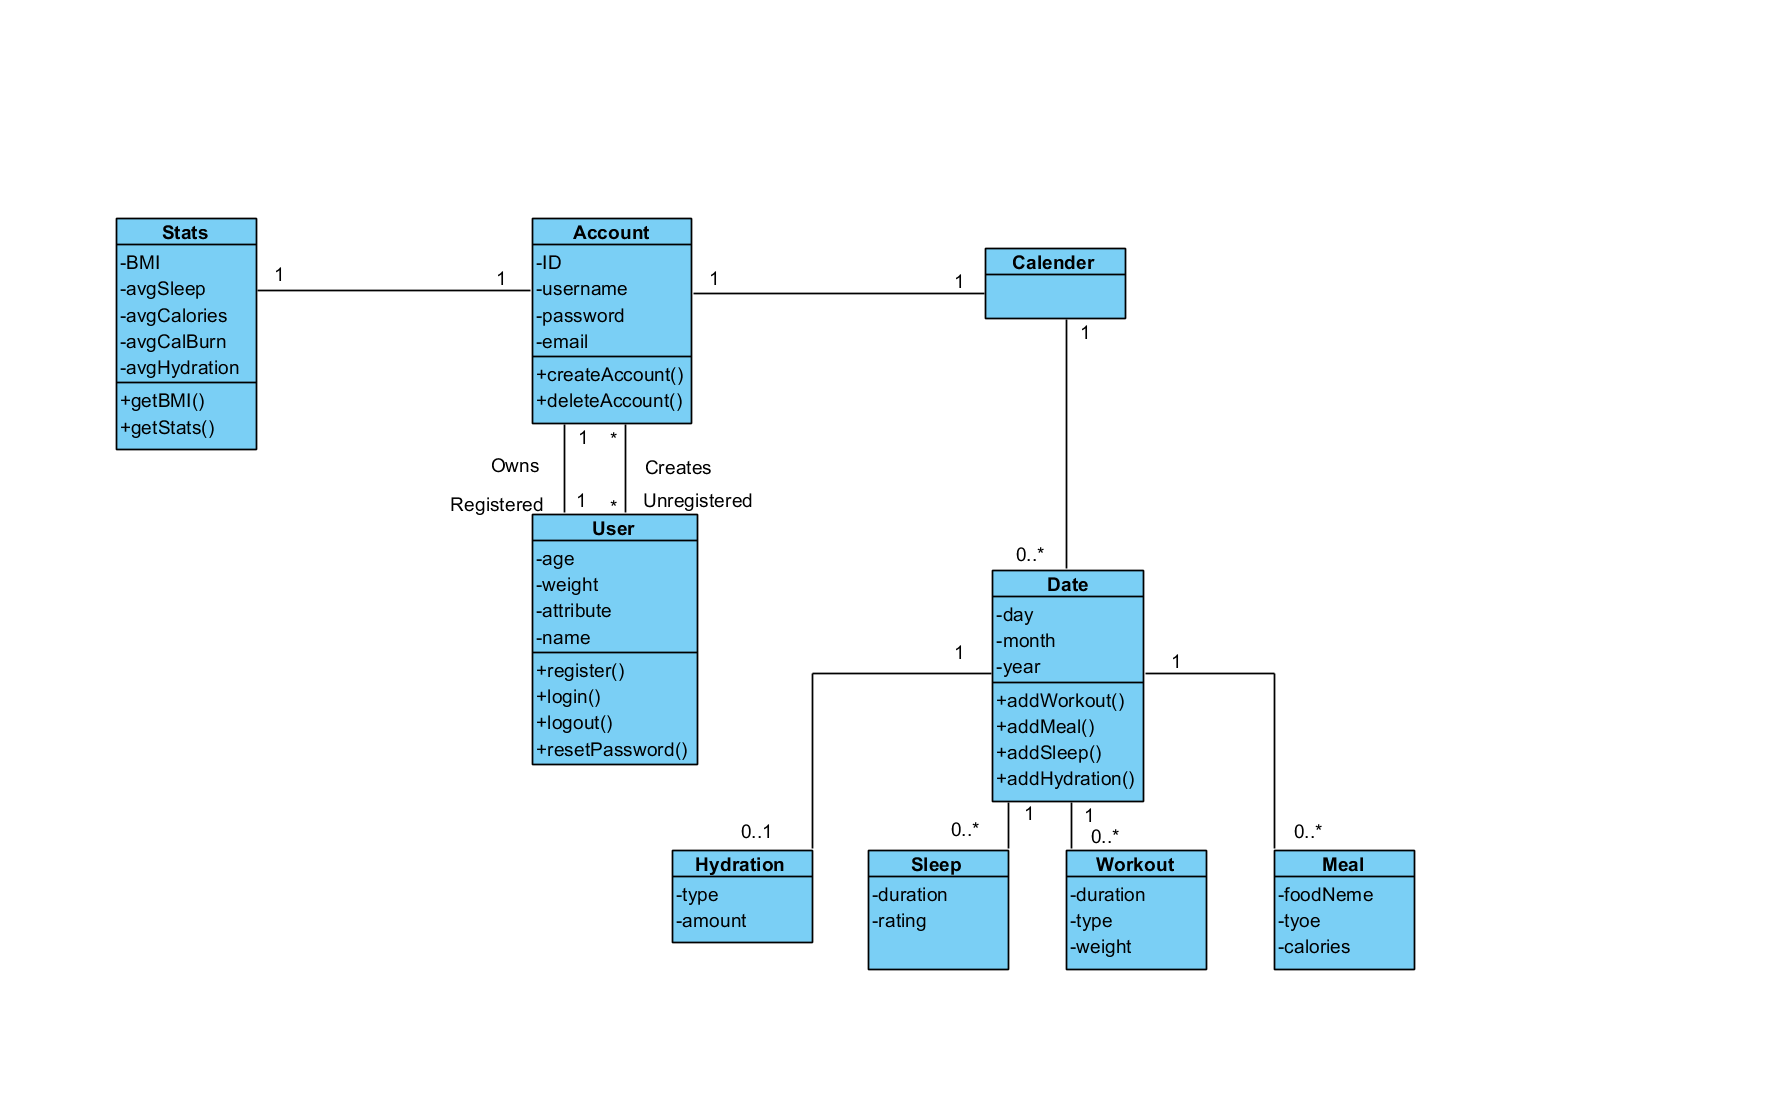 Stats
-BMI
-avgSleep
-avgCalories
-avgCalBurn
-avgHydration
+getBMI()
+getStats()
1
1
Account
-ID
-username
-password
-email
+createAccount()
+deleteAccount()
1
1
Calender
1
1
*
Owns
Creates
Registered
1
*
Unregistered
User
-age
-weight
-attribute
-name
+register()
+login()
+logout()
+resetPassword()
0..*
Date
-day
-month
-year
+addWorkout()
+addMeal()
+addSleep()
+addHydration()
1
1
1
1
0..1
0..*
0..*
0..*
Hydration
-type
-amount
Sleep
-duration
-rating
Workout
-duration
-type
-weight
Meal
-foodNeme
-tyoe
-calories